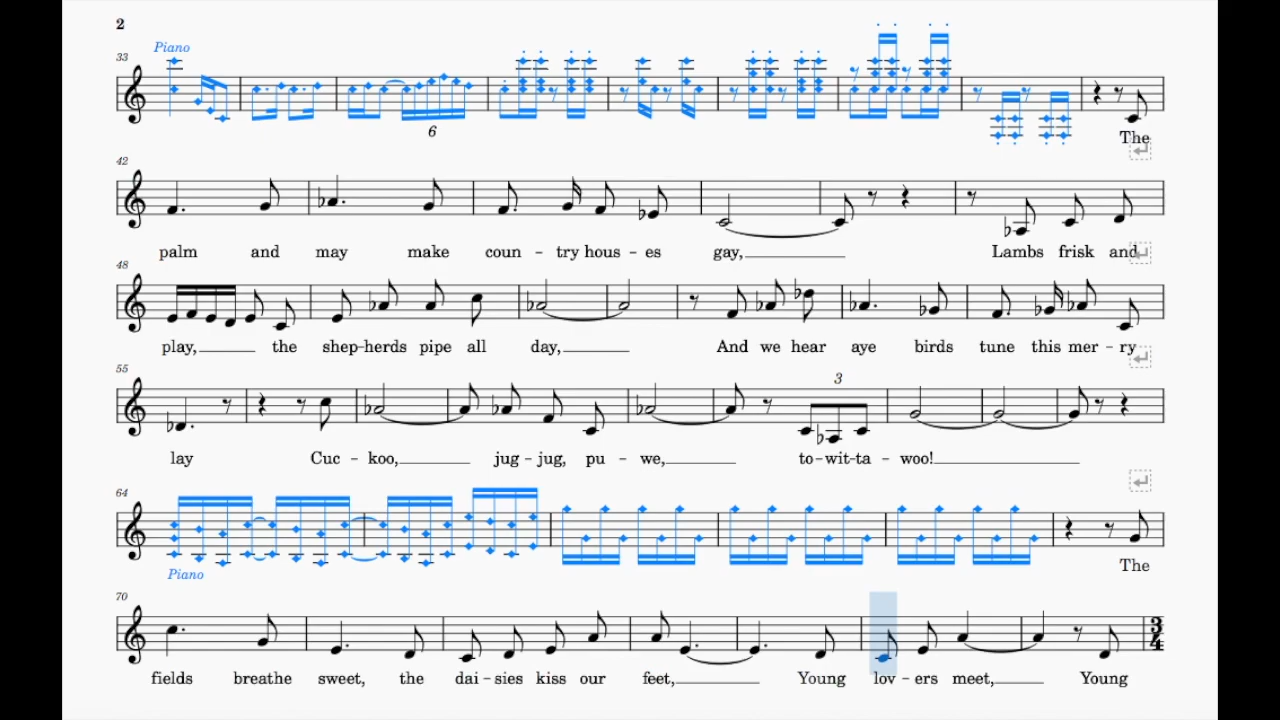 2
Piano
33
6
The
42
palm and may make coun - try hous - es gay, Lambs frisk and
48
play, the shep-herds pipe all day, And we hear aye birds tune this mer - ry
55
3
lay Cuc - koo, jug - jug, pu - we, to-wit-ta - woo!
64
Piano
The
70
3
4
fields breathe sweet, the dai - sies kiss our feet, Young lov - ers meet, Young